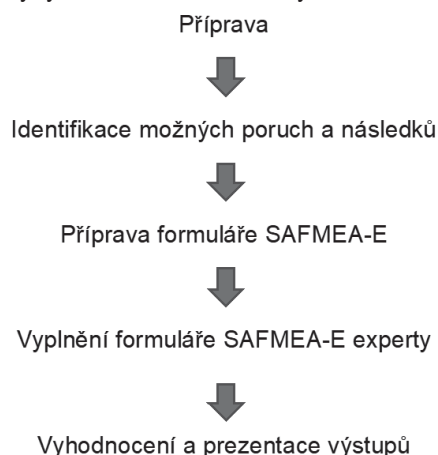 Příprava
Identifikace možných poruch a následků
Příprava formuláře SAFMEA-E
Vyplnění formuláře SAFMEA-E experty
Vyhodnocení a prezentace výstupů